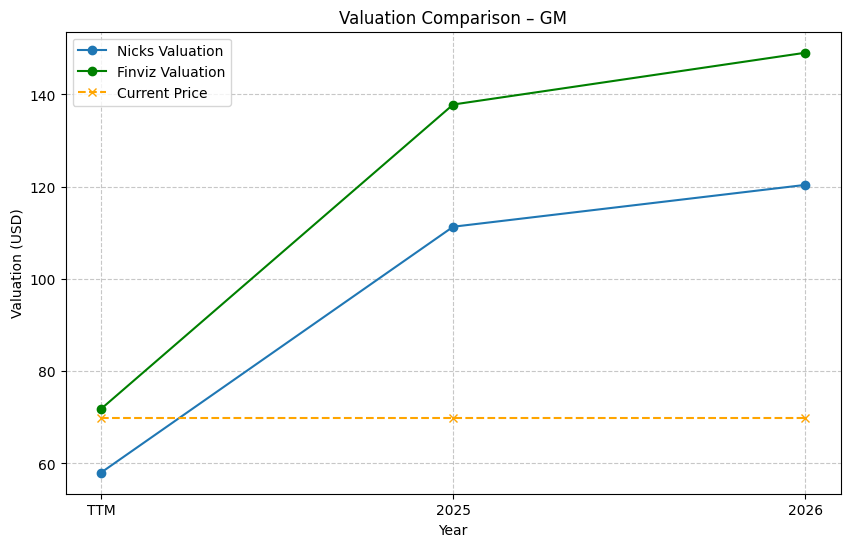 Valuation Comparison – GM
Nicks Valuation
Finviz Valuation
Current Price
Valuation (USD)
140
120
100
80
60
TTM
2025
2026
Year